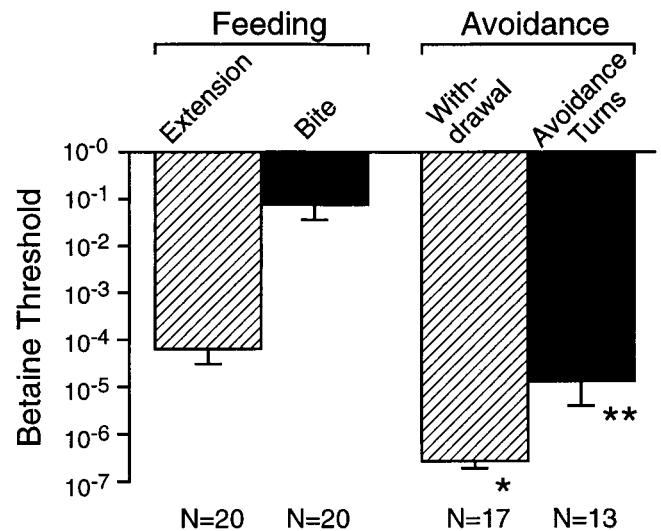 Feeding
Avoidance
Extension
Bite
With-
drawal
Avoidance
Turns
Betaine Threshold
10⁻⁰
10⁻¹
10⁻²
10⁻³
10⁻⁴
10⁻⁵
10⁻⁶
10⁻⁷
*
**
N=20
N=20
N=17
N=13